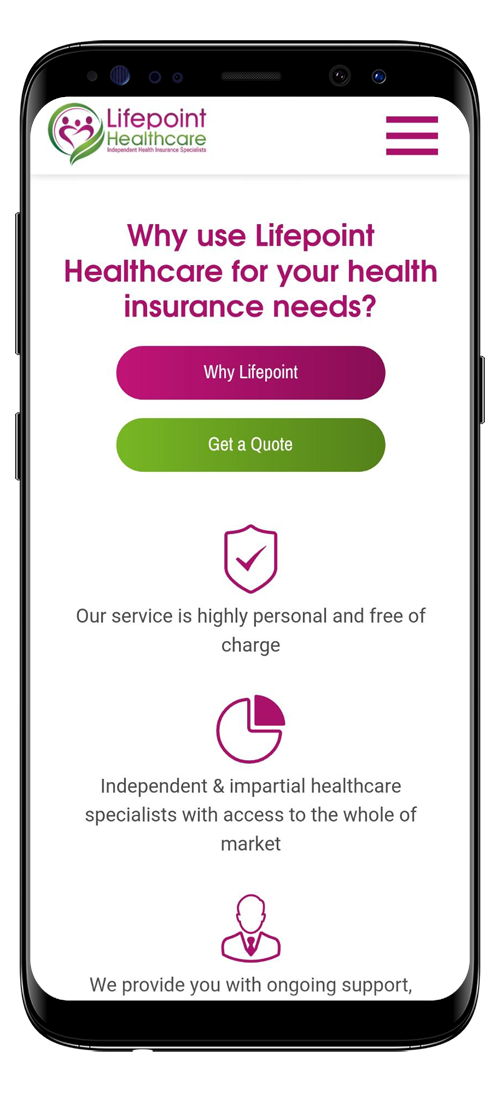 Lifepoint
Healthcare
Independent Health Insurance Specialists
Why use Lifepoint
Healthcare for your health
insurance needs?
Why Lifepoint
Get a Quote
Our service is highly personal and free of
charge
Independent & impartial healthcare
specialists with access to the whole of
market
We provide you with ongoing support,